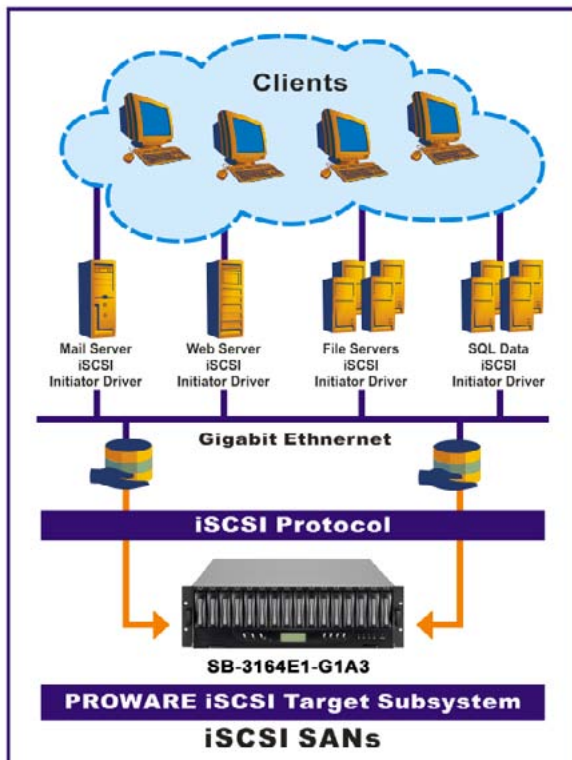 Clients
Mail Server
iSCSI
Initiator Driver
Web Server
iSCSI
Initiator Driver
File Servers
iSCSI
Initiator Driver
SQL Data
iSCSI
Initiator Driver
Gigabit Ethnernet
iSCSI Protocol
SB-3164E1-G1A3
PROWARE iSCSI Target Subsystem
iSCSI SANs